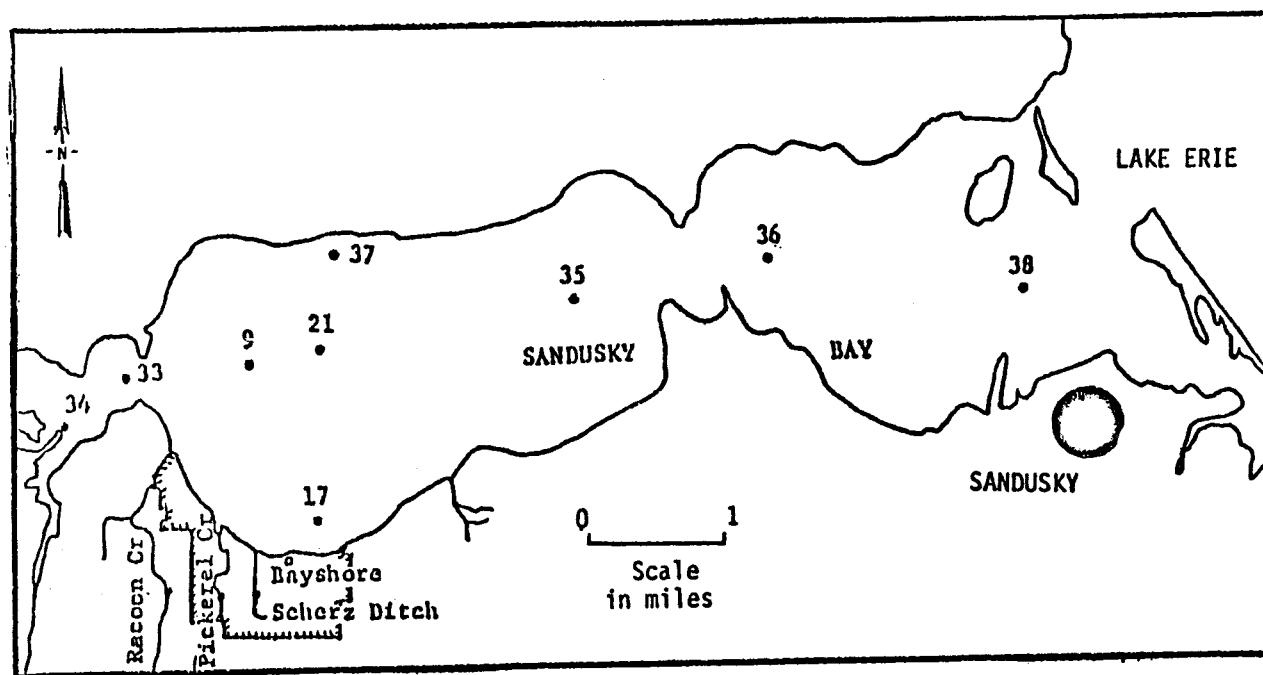 -N-
LAKE ERIE
37
36
35
38
21
9
SANDUSKY
BAY
33
34
17
SANDUSKY
0 1
Scale
in miles
Racoon Cr
Pickerel Cr
Bayshore
Scherz Ditch